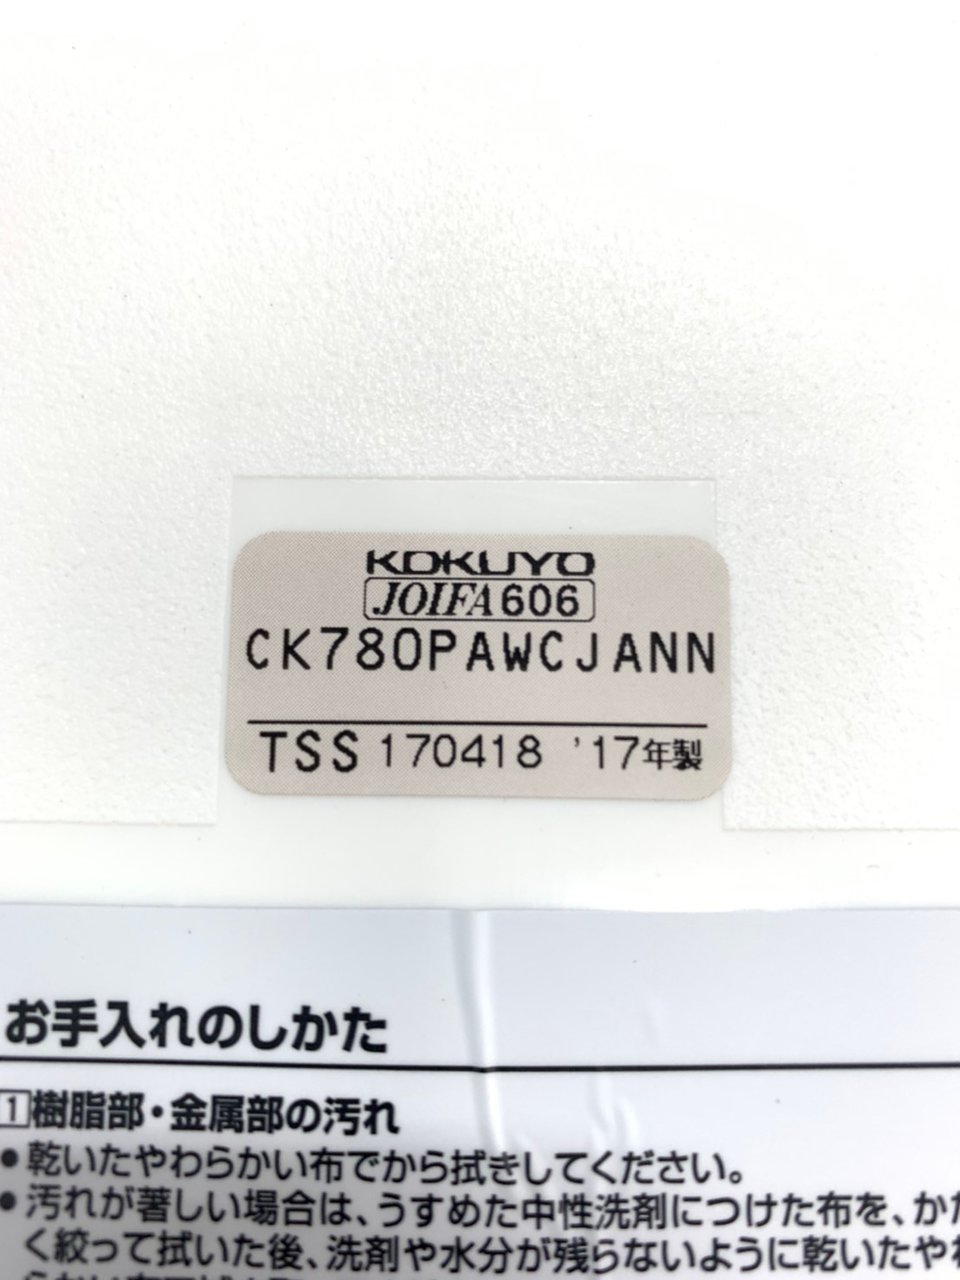 KOKUYO
JOIFA606
CK780PAWCJANN
TSS 170418 '17年製
お手入れのしかた
1 樹脂部・金属部の汚れ
● 乾いたやわらかい布でから拭きしてください。
● 汚れが著しい場合は、うすめた中性洗剤につけた布を、かた
く絞って拭いた後、洗剤や水分が残らないように乾いたやわ